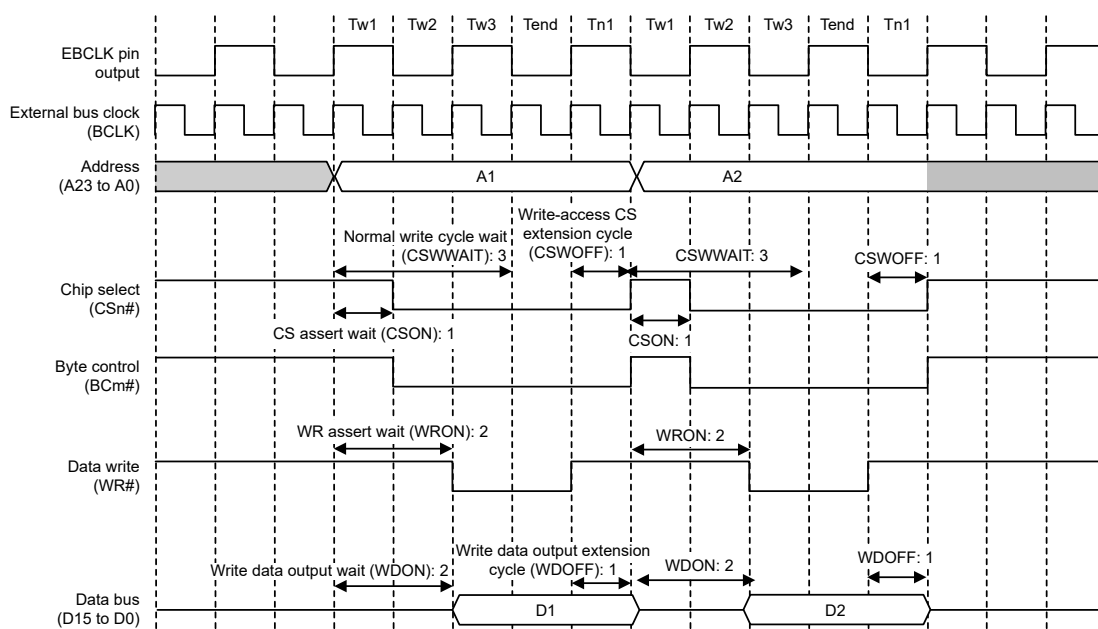 Tw1 Tw2 Tw3 Tend Tn1 Tw1 Tw2 Tw3 Tend Tn1
EBCLK pin
output
External bus clock
(BCLK)
Address
(A23 to A0)
A1
A2
Write-access CS
extension cycle
(CSWOFF): 1
Normal write cycle wait
(CSWWAIT): 3
CSWWAIT: 3
CSWOFF: 1
Chip select
(CSn#)
CS assert wait (CSON): 1
CSON: 1
Byte control
(BCm#)
WR assert wait (WRON): 2
WRON: 2
Data write
(WR#)
Write data output wait (WDON): 2
Write data output extension
cycle (WDOFF): 1
WDON: 2
WDOFF: 1
Data bus
(D15 to D0)
D1
D2